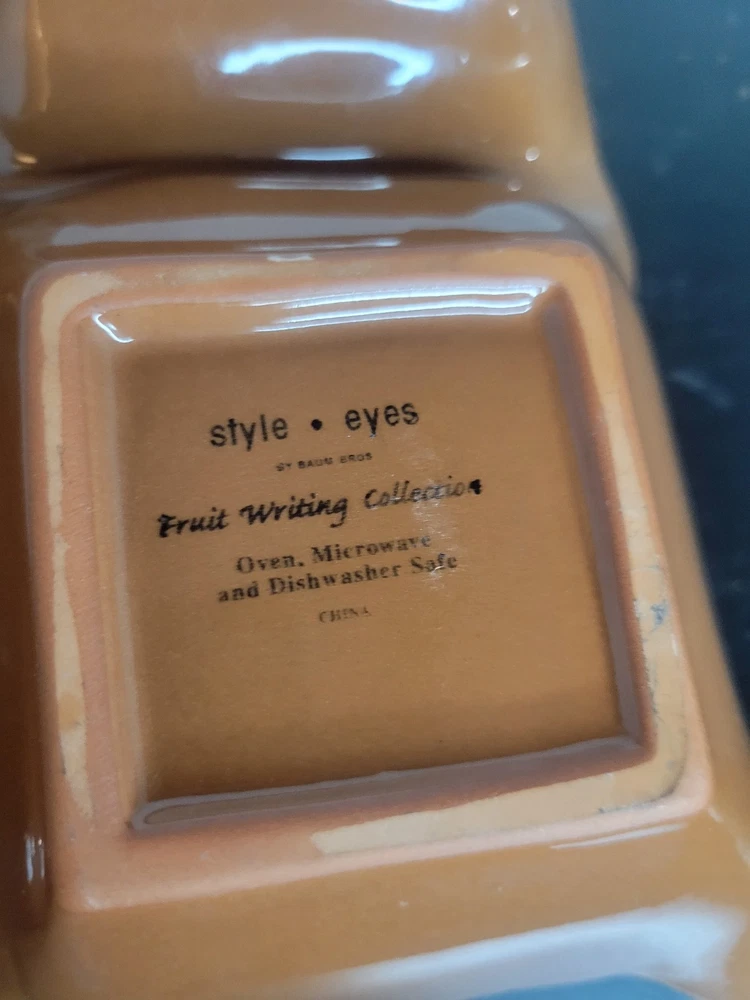 style • eyes
BY BAUM BROS
Fruit Writing Collection
Oven, Microwave
and Dishwasher Safe
CHINA